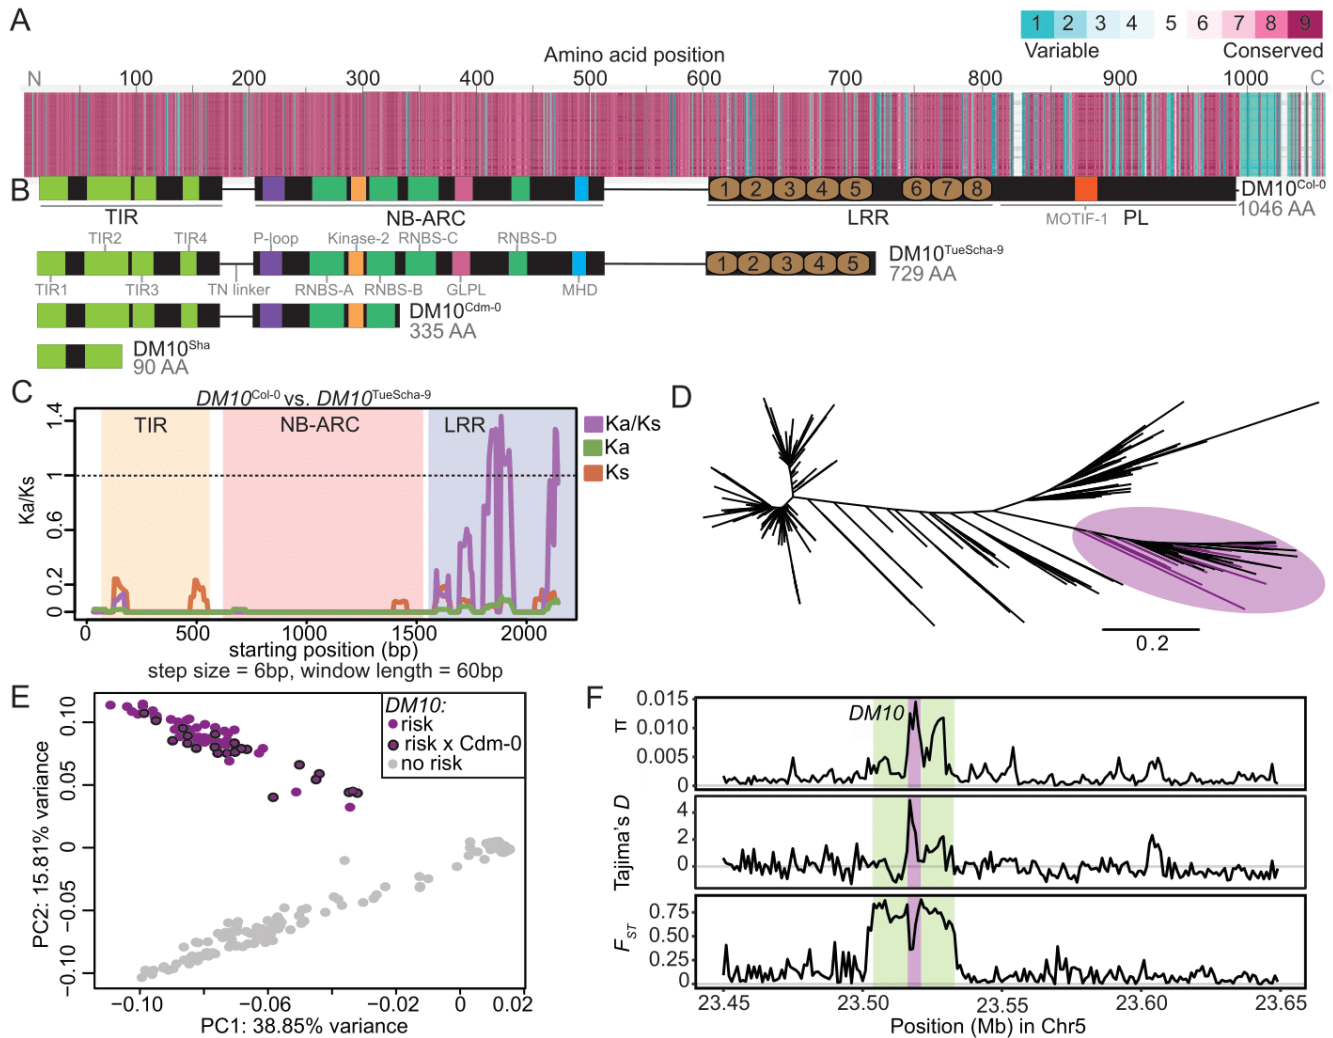 A
1 2 3 4 5 6 7 8 9
Variable Conserved
Amino acid position
N 100 200 300 400 500 600 700 800 900 1000 C
B
1 2 3 4 5 6 7 8
DM10Col-0
1046 AA
TIR NB-ARC LRR MOTIF-1 PL
TIR2 TIR4 P-loop Kinase-2 RNBS-C RNBS-D
1 2 3 4 5
DM10TueScha-9
729 AA
TIR1 TIR3 TN linker RNBS-A RNBS-B GLPL MHD
DM10Cdm-0
335 AA
DM10Sha
90 AA
C
DM10Col-0 vs. DM10TueScha-9
TIR NB-ARC LRR
Ka/Ks
Ka
Ks
Ka/Ks
1.4
1
0.6
0.2
0
0 500 1000 1500 2000
starting position (bp)
step size = 6bp, window length = 60bp
D
0.2
E
DM10:
risk
risk x Cdm-0
no risk
PC2: 15.81% variance
0.10
0.05
0
−0.05
−0.10
−0.10 −0.06 −0.02 0 0.02
PC1: 38.85% variance
F
DM10
π
0.015
0.010
0.005
0
Tajima's D
4
2
0
FST
0.75
0.50
0.25
0
23.45 23.50 23.55 23.60 23.65
Position (Mb) in Chr5